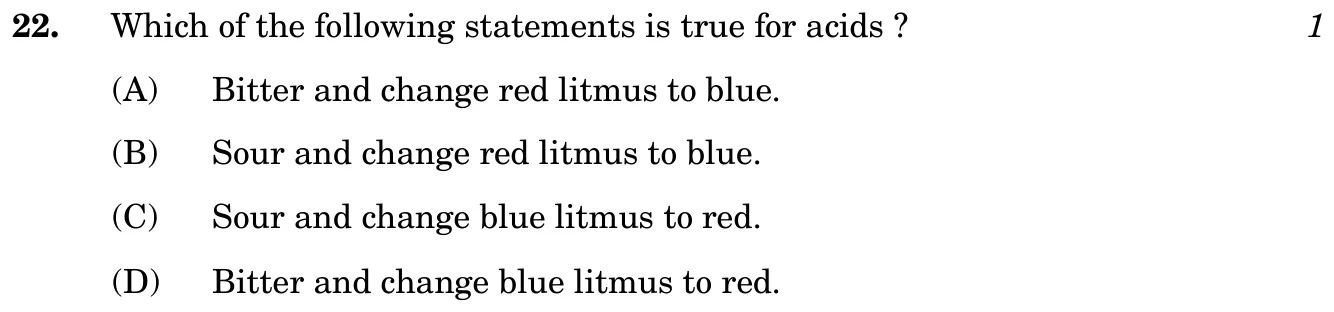 22. Which of the following statements is true for acids ? 1
(A) Bitter and change red litmus to blue.
(B) Sour and change red litmus to blue.
(C) Sour and change blue litmus to red.
(D) Bitter and change blue litmus to red.